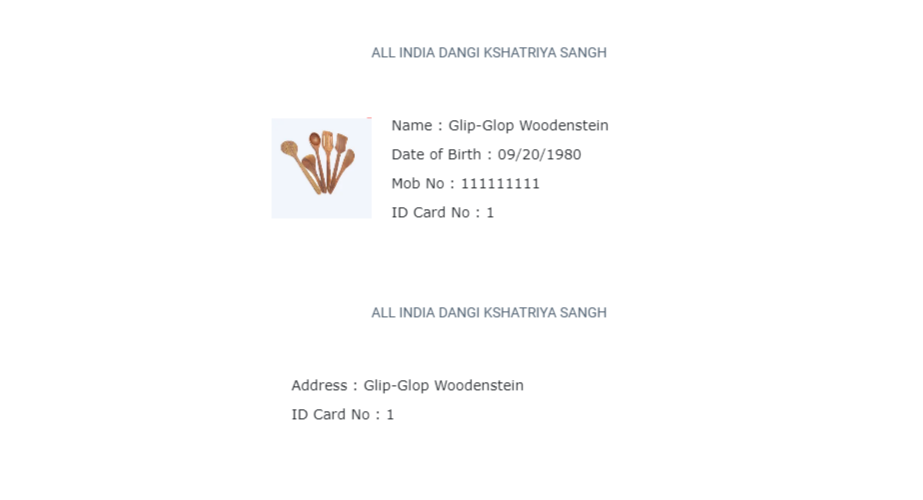 ALL INDIA DANGI KSHATRIYA SANGH
Name : Glip-Glop Woodenstein
Date of Birth : 09/20/1980
Mob No : 111111111
ID Card No : 1
ALL INDIA DANGI KSHATRIYA SANGH
Address : Glip-Glop Woodenstein
ID Card No : 1